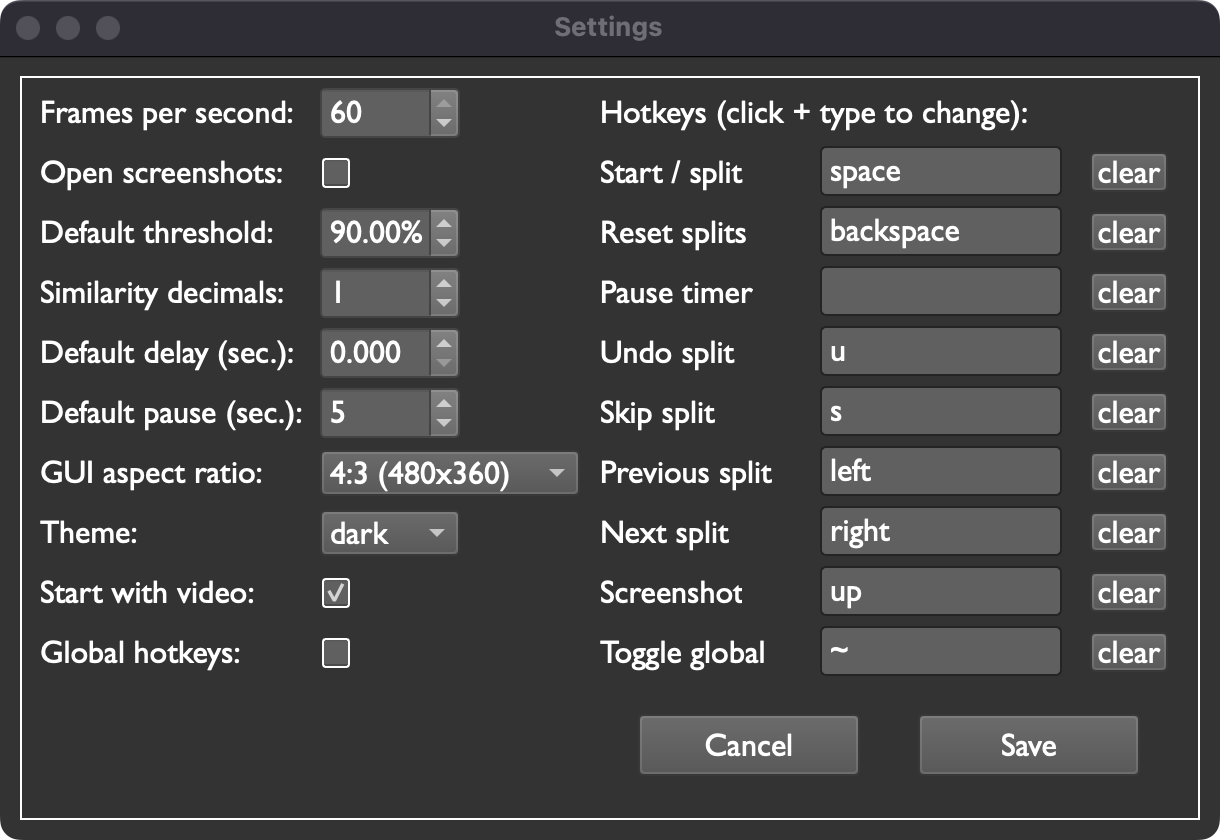 Settings
Frames per second: 60
Open screenshots:
Default threshold: 90.00%
Similarity decimals: 1
Default delay (sec.): 0.000
Default pause (sec.): 5
GUI aspect ratio: 4:3 (480x360)
Theme: dark
Start with video:
Global hotkeys:
Hotkeys (click + type to change):
Start / split space clear
Reset splits backspace clear
Pause timer clear
Undo split u clear
Skip split s clear
Previous split left clear
Next split right clear
Screenshot up clear
Toggle global ~ clear
Cancel Save